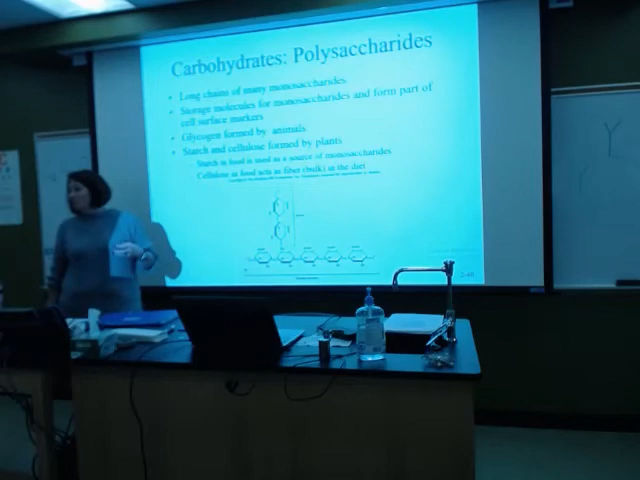 Carbohydrates: Polysaccharides
• Long chains of many monosaccharides
• Storage molecules for monosaccharides and form part of
cell surface markers
• Glycogen formed by animals
• Starch and cellulose formed by plants
Starch in food is used as a source of monosaccharides
Cellulose in food acts as fiber (bulk) in the diet
Y